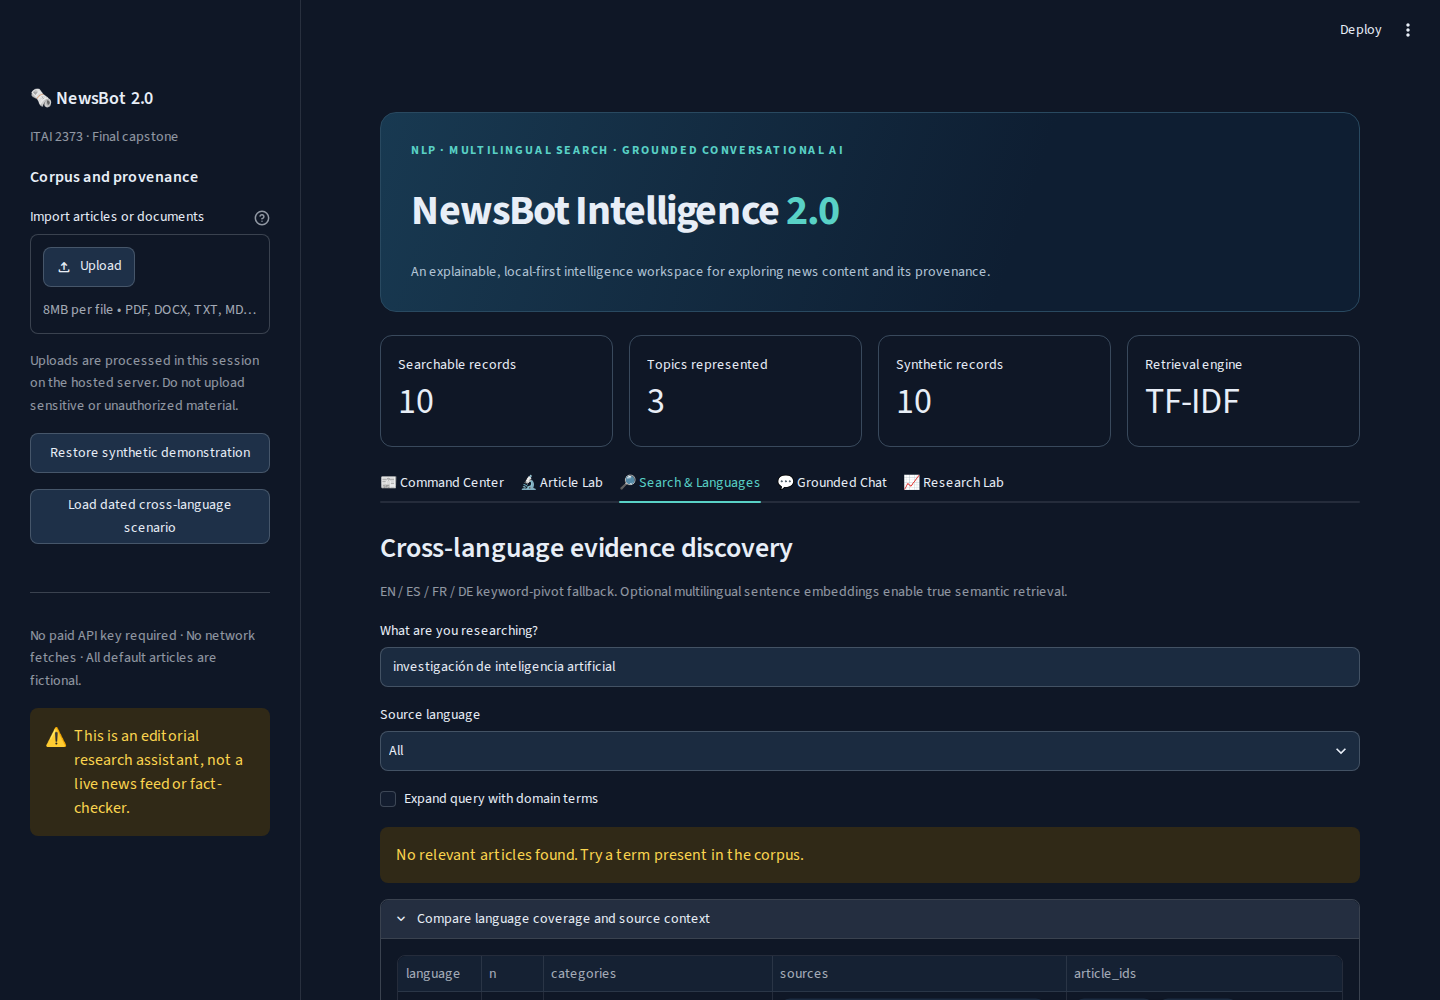 Deploy
NewsBot 2.0
ITAI 2373 · Final capstone
Corpus and provenance
Import articles or documents
Upload
8MB per file • PDF, DOCX, TXT, MD...
Uploads are processed in this session
on the hosted server. Do not upload
sensitive or unauthorized material.
Restore synthetic demonstration
Load dated cross-language
scenario
No paid API key required · No network
fetches · All default articles are
fictional.
This is an editorial
research assistant, not a
live news feed or fact-
checker.
NLP · MULTILINGUAL SEARCH · GROUNDED CONVERSATIONAL AI
NewsBot Intelligence 2.0
An explainable, local-first intelligence workspace for exploring news content and its provenance.
Searchable records
10
Topics represented
3
Synthetic records
10
Retrieval engine
TF-IDF
Command Center
Article Lab
Search & Languages
Grounded Chat
Research Lab
Cross-language evidence discovery
EN / ES / FR / DE keyword-pivot fallback. Optional multilingual sentence embeddings enable true semantic retrieval.
What are you researching?
investigación de inteligencia artificial
Source language
All
Expand query with domain terms
No relevant articles found. Try a term present in the corpus.
Compare language coverage and source context
language n categories sources article_ids